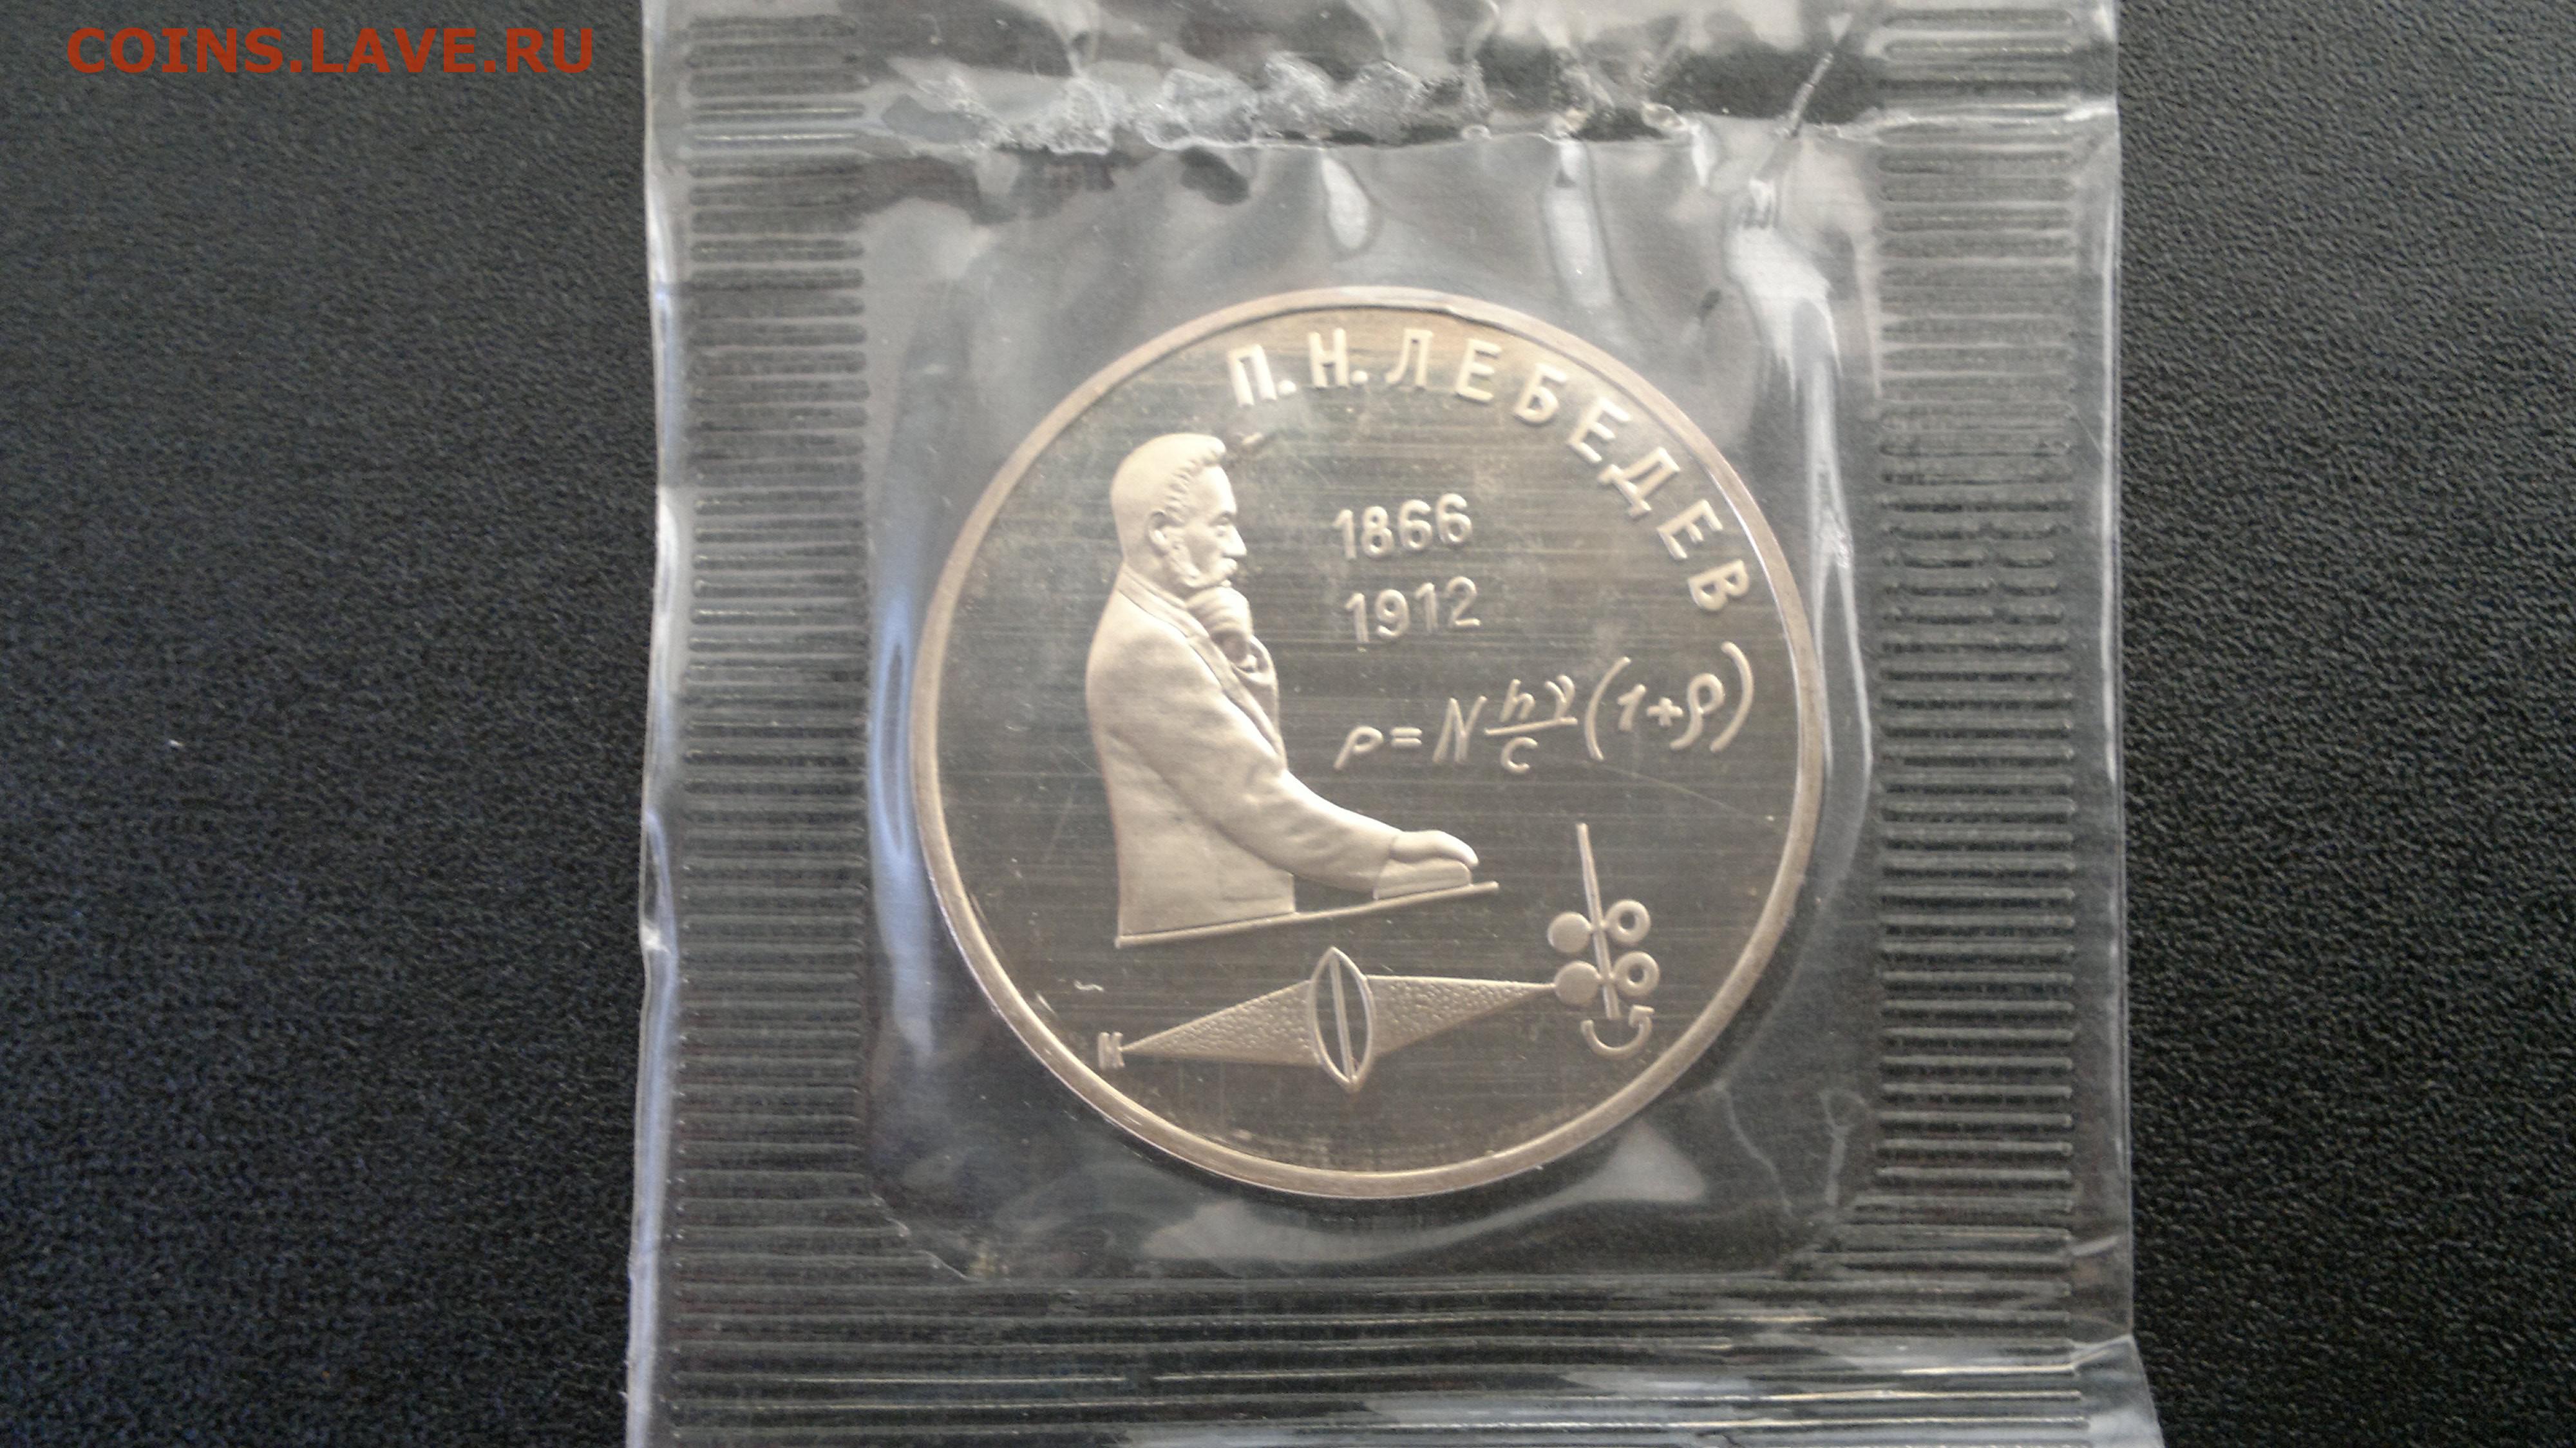 COINS.LAVE.RU
П.Н.ЛЕБЕДЕВ
1866
1912
p=N hν/c (1+ρ)